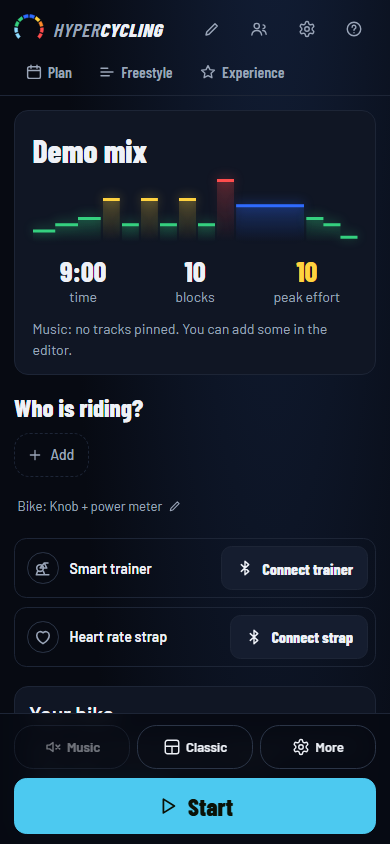 HYPERCYCLING
Plan
Freestyle
Experience
Demo mix
9:00
10
10
time
blocks
peak effort
Music: no tracks pinned. You can add some in the
editor.
Who is riding?
Add
Bike: Knob + power meter
Smart trainer
Connect trainer
Heart rate strap
Connect strap
Your bike
Music
Classic
More
Start